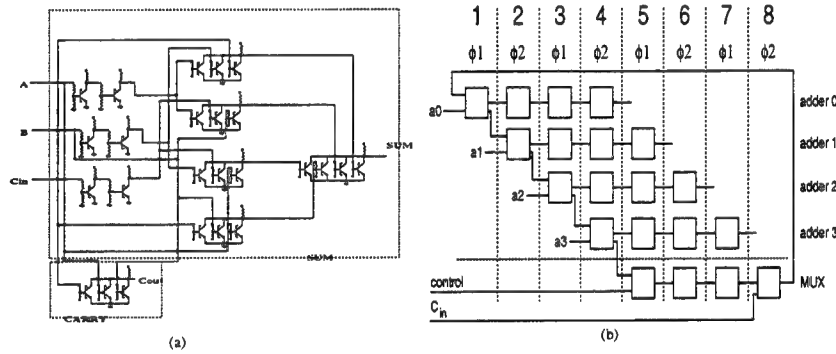 A
B
Cin
SUM
SUM
Cout
CARRY
(a)
1 2 3 4 5 6 7 8
ϕ1 ϕ2 ϕ1 ϕ2 ϕ1 ϕ2 ϕ1 ϕ2
a0
adder 0
a1
adder 1
a2
adder 2
a3
adder 3
control
MUX
Cin
(b)